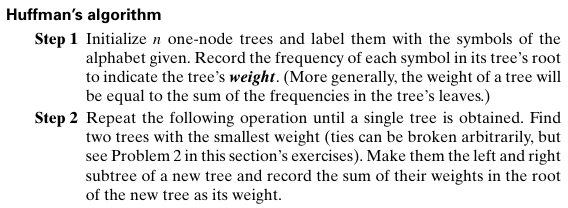 Huffman's algorithm
Step 1 Initialize n one-node trees and label them with the symbols of the
alphabet given. Record the frequency of each symbol in its tree's root
to indicate the tree's weight. (More generally, the weight of a tree will
be equal to the sum of the frequencies in the tree's leaves.)
Step 2 Repeat the following operation until a single tree is obtained. Find
two trees with the smallest weight (ties can be broken arbitrarily, but
see Problem 2 in this section's exercises). Make them the left and right
subtree of a new tree and record the sum of their weights in the root
of the new tree as its weight.